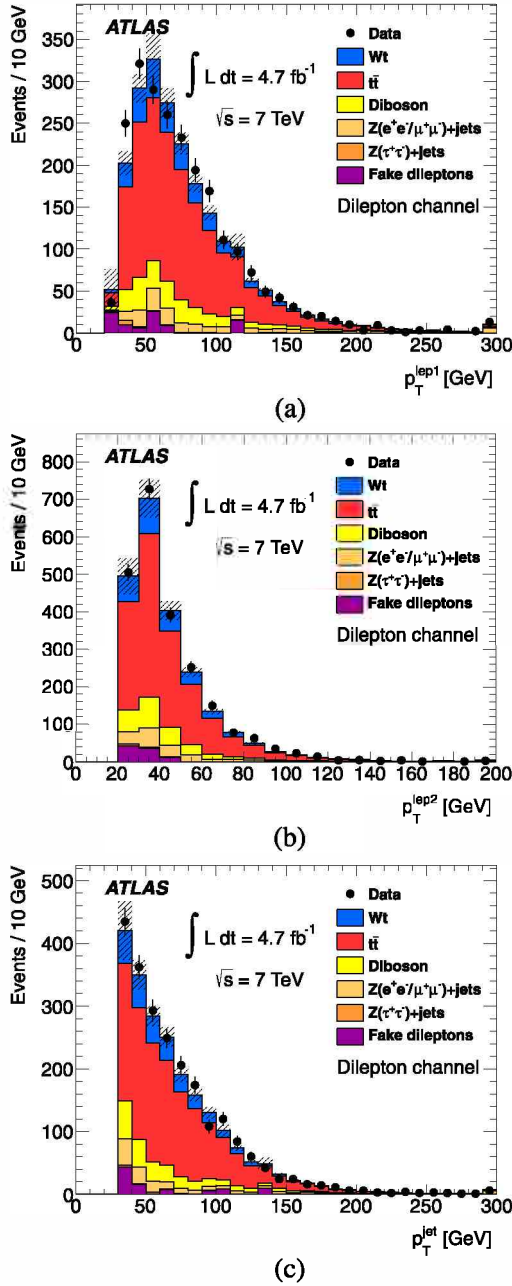 Events / 10 GeV
350
300
250
200
150
100
50
0
ATLAS
∫ L dt = 4.7 fb⁻¹
√s = 7 TeV
Data
Wt
tt̄
Diboson
Z(e⁺e⁻/μ⁺μ⁻)+jets
Z(τ⁺τ⁻)+jets
Fake dileptons
Dilepton channel
0 50 100 150 200 250 300
p_T^lep1 [GeV]
(a)
Events / 10 GeV
800
700
600
500
400
300
200
100
0
ATLAS
∫ L dt = 4.7 fb⁻¹
√s = 7 TeV
Data
Wt
tt̄
Diboson
Z(e⁺e⁻/μ⁺μ⁻)+jets
Z(τ⁺τ⁻)+jets
Fake dileptons
Dilepton channel
0 20 40 60 80 100 120 140 160 180 200
p_T^lep2 [GeV]
(b)
Events / 10 GeV
500
400
300
200
100
0
ATLAS
∫ L dt = 4.7 fb⁻¹
√s = 7 TeV
Data
Wt
tt̄
Diboson
Z(e⁺e⁻/μ⁺μ⁻)+jets
Z(τ⁺τ⁻)+jets
Fake dileptons
Dilepton channel
0 50 100 150 200 250 300
p_T^jet [GeV]
(c)